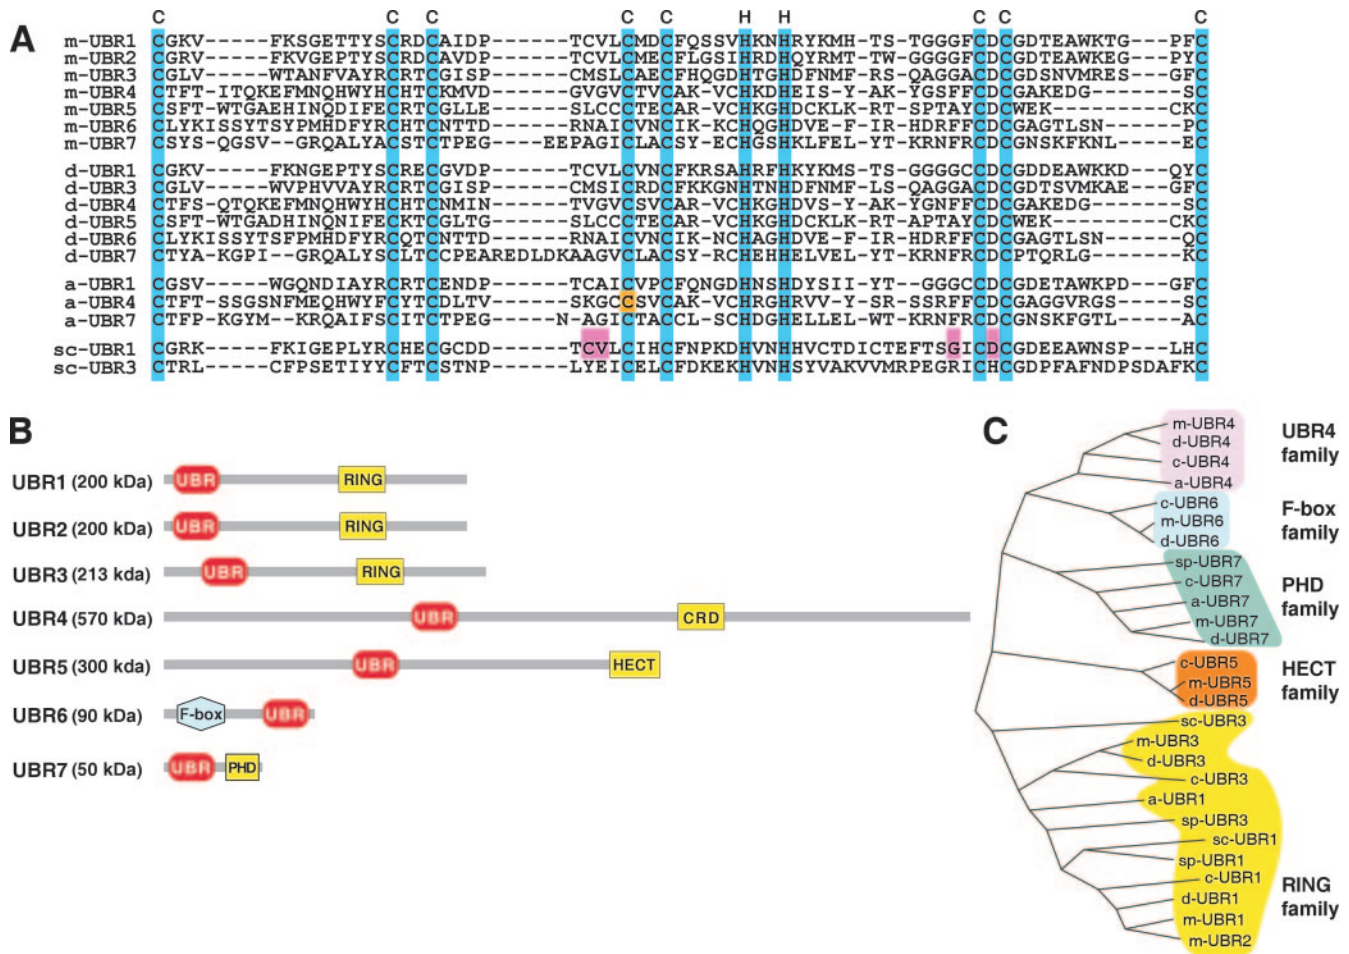 A
C C C C C H H C C C
m-UBR1 CGKV-----FKSGETTYSCRDCAIDP-------TCVLCMDCFQSSVHKNHRYKMH-TS-TGGGFCDCGDTEAWKTG---PFC
m-UBR2 CGRV-----FKVGEPTYSCRDCAVDP-------TCVLCMECFLGSIHRDHQYRMT-TWGGGGFCDCGDTEAWKEG---PYC
m-UBR3 CGLV-----WTANFVAYRCRTCGISP-------CMSLCAECFHQGDHTGHDFNMF-RS-QAGGACDCGDSNVMRES---GFC
m-UBR4 CTFT-ITQKEFMNQHWYHCHTCKMVD-------GVGVCTVCAK-VCHKDHEIS-YA-KYGSFFCDCGAKEDG-----SC
m-UBR5 CSFT-WTGAEHINQDIFECRTCGLLE-------SLCCCTECAR-VCHKGHDCKLK-RT-SPTAYCDCWEK------CKC
m-UBR6 CLYKISSYTSYPMHDFYRCHTCNTTD-------RNAICVNCIK-KCHQGHDVE-F-IR-HDRFFCDCGAGTLSN-----PC
m-UBR7 CSYS-QGSV--GRQALYACSTCTPEG----EEPAGICLACSY-ECHGSHKLFEL-YTKRNFRCDCGNSKFKNL----EC
d-UBR1 CGKV-----FKNGEPTYSCRECGVDP-------TCVLCVNCFKRSAHRFHKYKMS-TS-GGGGCCDCGDDEAWKKD--QYC
d-UBR3 CGLV-----WVPHVVAYRCRTCGISP-------CMSICRDCFKKGNHTNHDFNMF-LS-QAGGACDCGDTSVMKAE---GFC
d-UBR4 CTFS-QTQKEFMNQHWYHCHTCNMIN-------TVGVCSVCAR-VCHKGHDVS-YA-KYGNFFCDCGAKEDG-----SC
d-UBR5 CSFT-WTGADHINQNIFECKTCGLTG-------SLCCCTECAR-VCHKGHDCKLK-RT-APTAYCDCWEK------CKC
d-UBR6 CLYKISSYTSFPMHDFYRCQTCNTTD-------RNAICVNCIK-NCHAGHDVE-F-IR-HDRFFCDCGAGTLSN-----QC
d-UBR7 CTYA-KGPI--GRQALYSCLTCCPEAREDLDKAAGVCLACSY-RCHEHHELVEL-YT-KRNFRCDCPTQRLG-----KC
a-UBR1 CGSV-----WGQNDIAYRCRTCENDP-------TCAICVPCFQNGDHNSHDYSII-YT--GGGCCDCGDETAWKPD---GFC
a-UBR4 CTFT-SSGSNFMEQHWYFCYTCDLTV-------SKGCCSVCAK-VCHRGHRVV-Y-SR-SSRFFCDCGAGGVRGS----SC
a-UBR7 CTFP-KGYM--KRQAIFSCITCTPEG-----N-AGICTACCL-SCHDGHELLEL-WT-KRNFRCDCGNSKFGTL----AC
sc-UBR1 CGRK-----FKIGEPLYRCHECGCDD-------TCVLCIHCFNPKDHVNHHVCTDICTEFTSGICDCGDEEAWNSP---LHC
sc-UBR3 CTRL-----CFPSETIYYCFTCSTNP-------LYEICELCFDKEKHVNHSYVAKVVMRPEGRICHCGDPFAFNDPSDAFKC
B
UBR1 (200 kDa) UBR RING
UBR2 (200 kDa) UBR RING
UBR3 (213 kda) UBR RING
UBR4 (570 kDa) UBR CRD
UBR5 (300 kda) UBR HECT
UBR6 (90 kDa) F-box UBR
UBR7 (50 kDa) UBR PHD
C
m-UBR4
d-UBR4
c-UBR4
a-UBR4
UBR4
family
c-UBR6
m-UBR6
d-UBR6
F-box
family
sp-UBR7
c-UBR7
a-UBR7
m-UBR7
d-UBR7
PHD
family
c-UBR5
m-UBR5
d-UBR5
HECT
family
sc-UBR3
m-UBR3
d-UBR3
c-UBR3
a-UBR1
sp-UBR3
sc-UBR1
sp-UBR1
c-UBR1
d-UBR1
m-UBR1
m-UBR2
RING
family